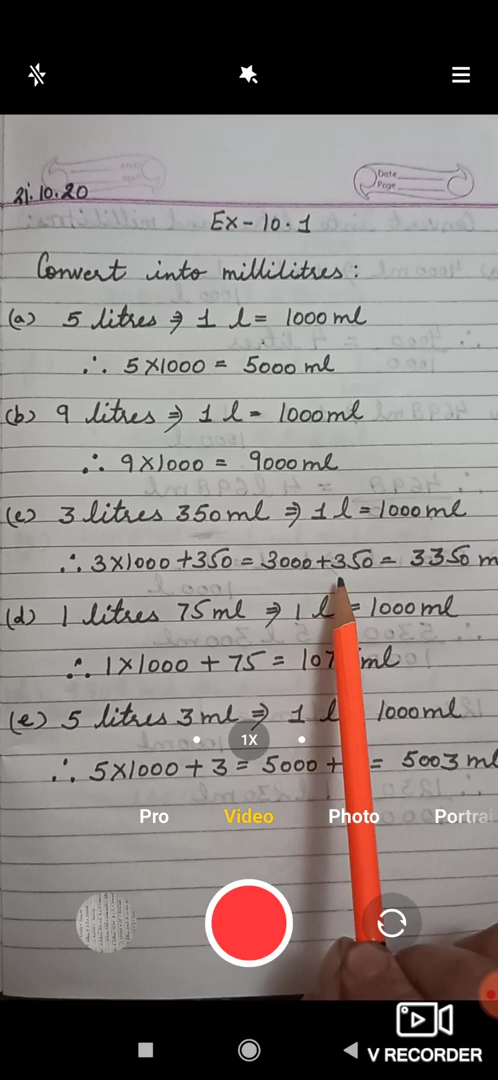 Date
Page
21.10.20
Ex - 10.1
Convert into millilitres :
(a) 5 litres ⇒ 1 l = 1000 ml
∴ 5×1000 = 5000 ml
(b) 9 litres ⇒ 1 l = 1000 ml
∴ 9×1000 = 9000 ml
(c) 3 litres 350 ml ⇒ 1 l = 1000 ml
∴ 3×1000 + 350 = 3000 + 350 = 3350 m
(d) 1 litres 75 ml ⇒ 1 l = 1000 ml
∴ 1×1000 + 75 = 107 ml
(e) 5 litres 3 ml ⇒ 1 l 1000 ml
1X
∴ 5×1000 + 3 = 5000 + = 5003 ml
Pro Video Photo Portrai
V RECORDER